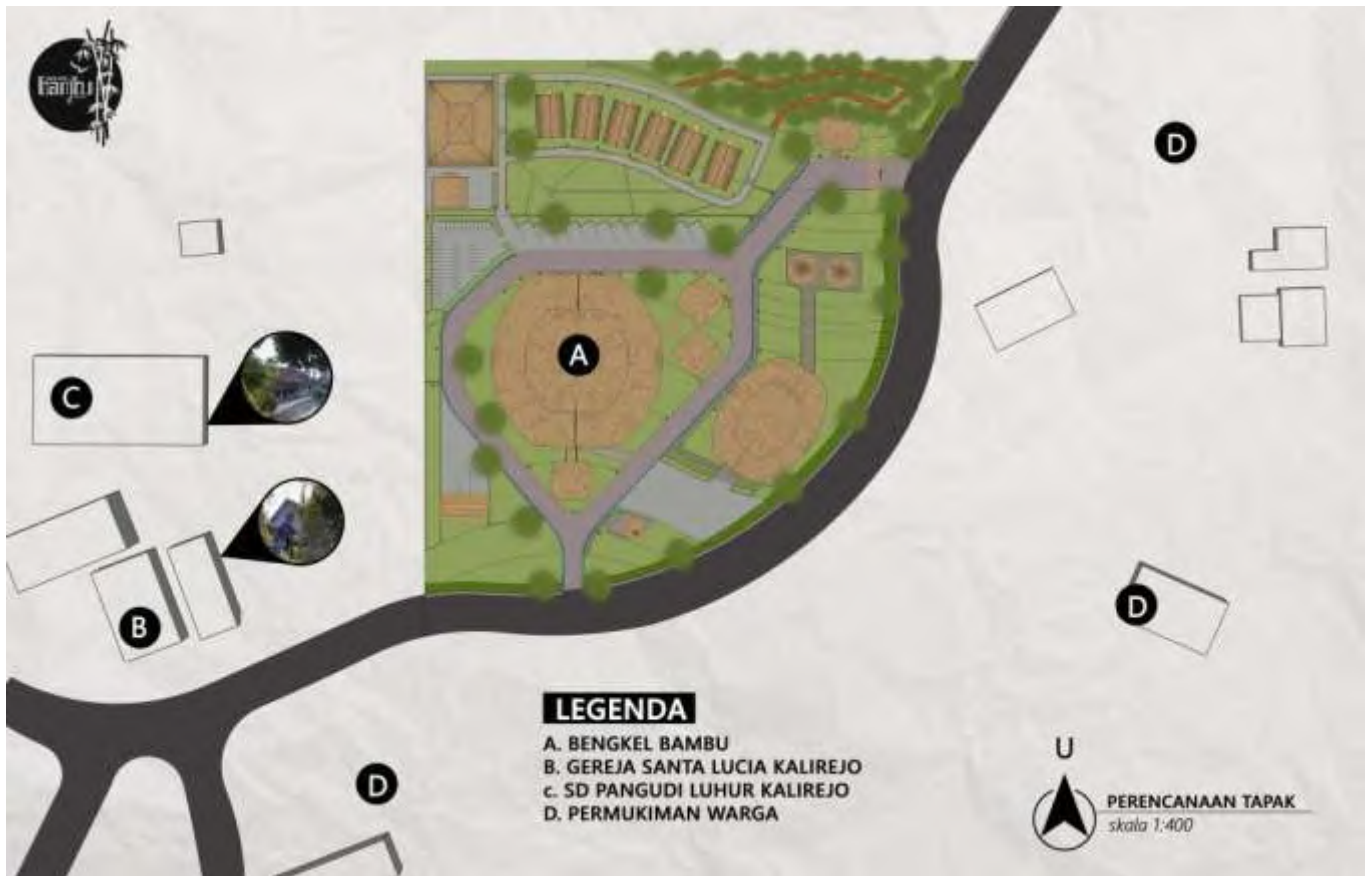 D
A
C
B
D
D
LEGENDA
A. BENGKEL BAMBU
B. GEREJA SANTA LUCIA KALIREJO
c. SD PANGUDI LUHUR KALIREJO
D. PERMUKIMAN WARGA
U
PERENCANAAN TAPAK
skala 1:400